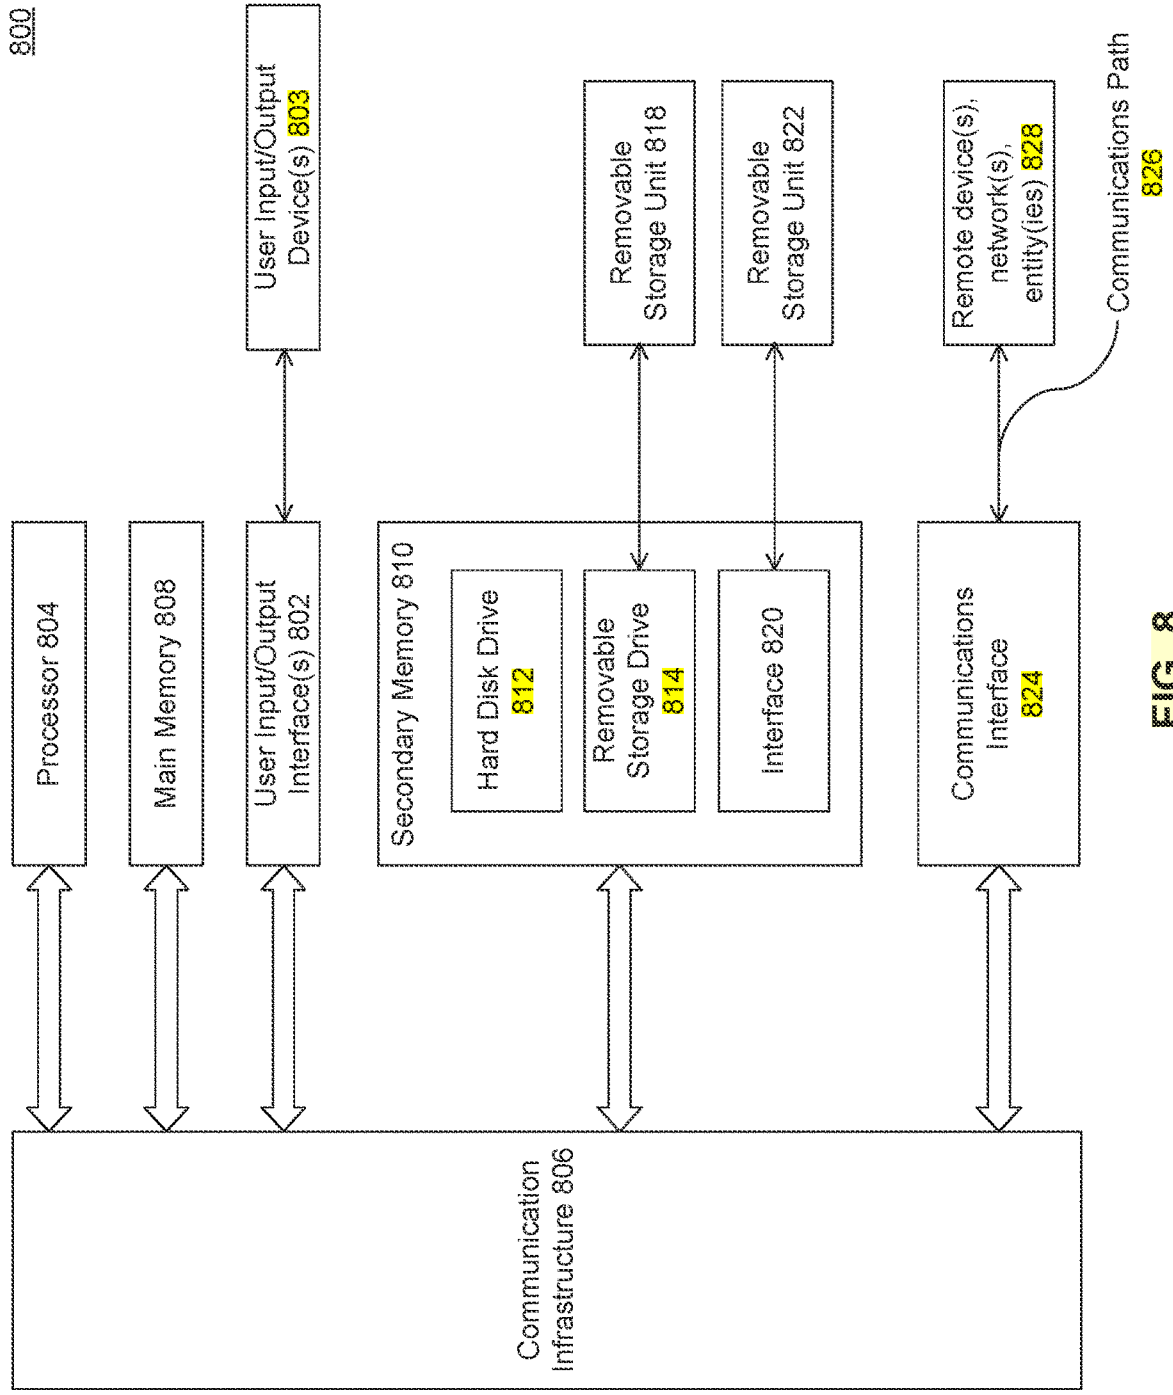 800
Processor 804
Main Memory 808
User Input/Output
Interface(s) 802
User Input/Output
Device(s) 803
Communication
Infrastructure 806
Secondary Memory 810
Hard Disk Drive
812
Removable
Storage Drive
814
Interface 820
Removable
Storage Unit 818
Removable
Storage Unit 822
Communications
Interface
824
Remote device(s),
network(s),
entity(ies) 828
Communications Path
826
FIG. 8